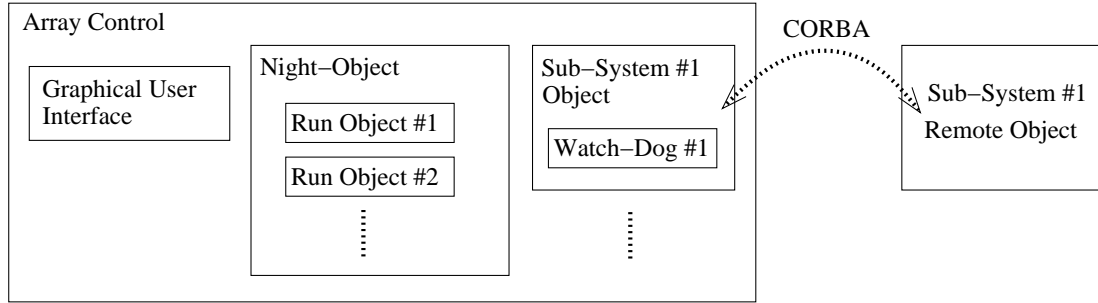 Array Control
Graphical User
Interface
Night–Object
Run Object #1
Run Object #2
Sub–System #1
Object
Watch–Dog #1
CORBA
Sub–System #1
Remote Object